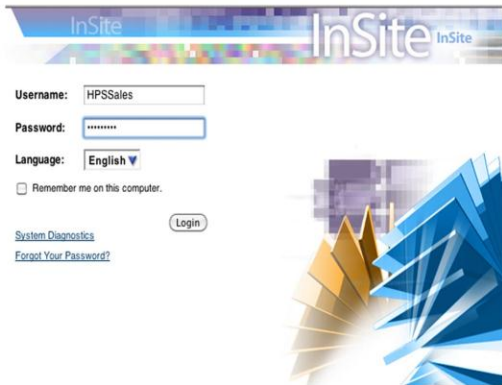 InSite
InSite
InSite
Username: HPSSales
Password: •••••••••
Language: English
Remember me on this computer.
Login
System Diagnostics
Forgot Your Password?